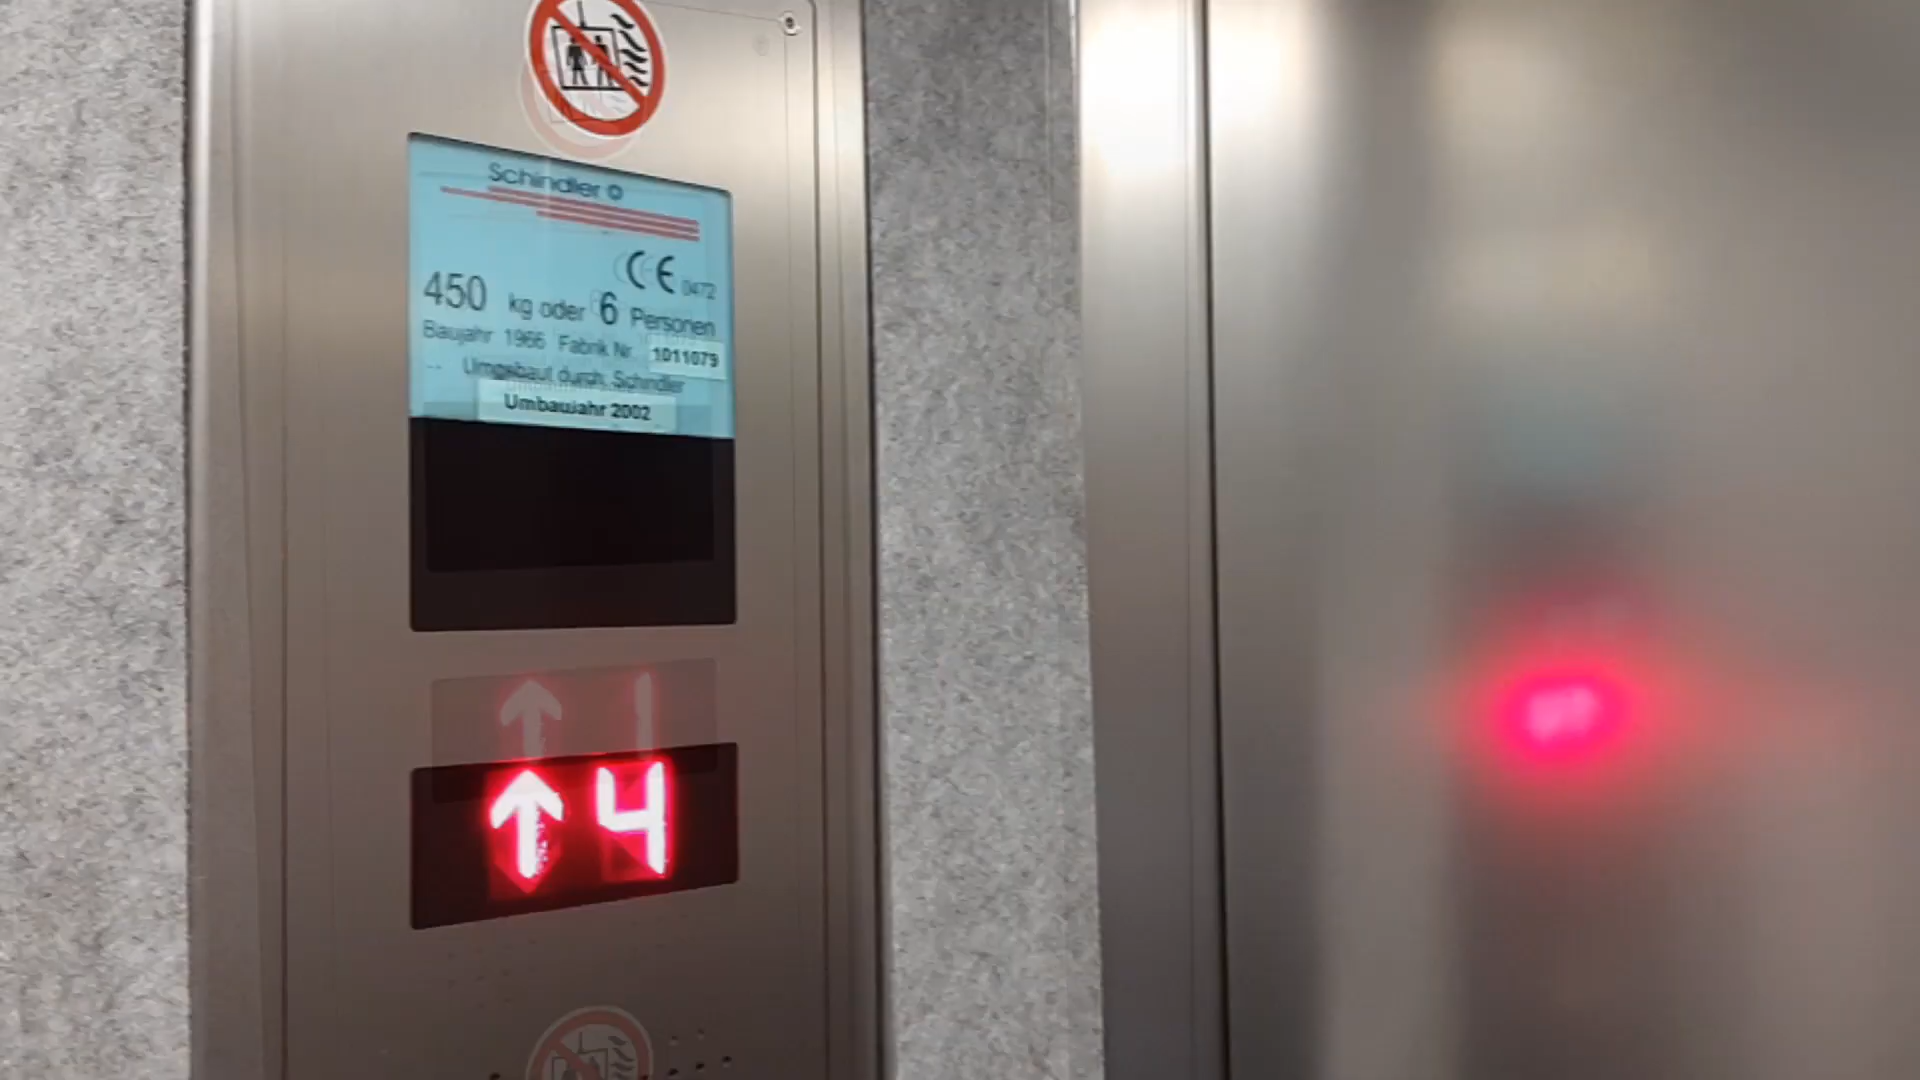 Schindler
CE 0472
450 kg oder 6 Personen
Baujahr 1966 Fabrik Nr. 1011079
Umgebaut durch Schindler
Umbaujahr 2002
↑ 4